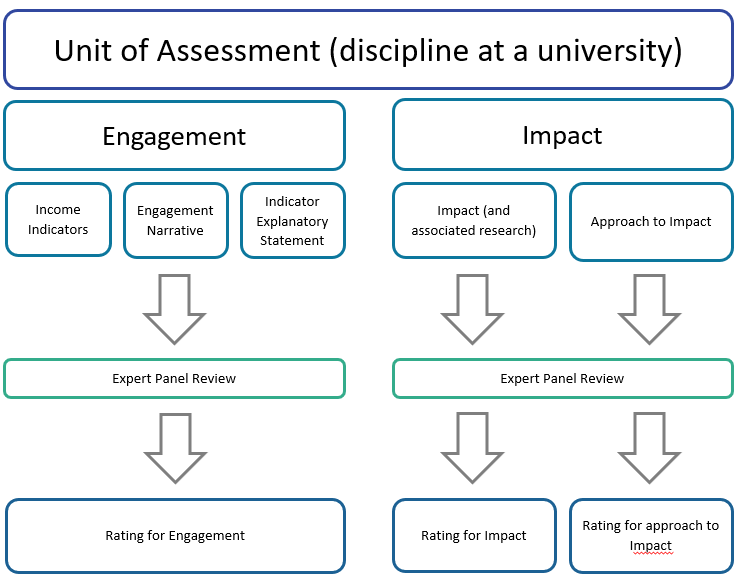 Unit of Assessment (discipline at a university)
Engagement
Impact
Income
Indicators
Engagement
Narrative
Indicator
Explanatory
Statement
Impact (and
associated research)
Approach to Impact
Expert Panel Review
Expert Panel Review
Rating for Engagement
Rating for Impact
Rating for approach to
Impact